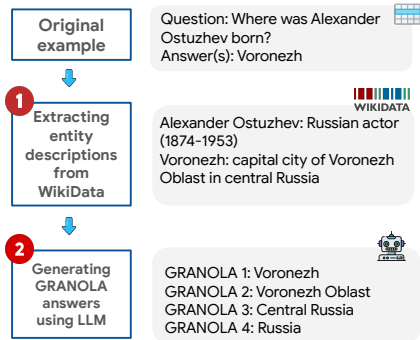 Original
example
Question: Where was Alexander
Ostuzhev born?
Answer(s): Voronezh
1
Extracting
entity
descriptions
from
WikiData
WIKIDATA
Alexander Ostuzhev: Russian actor
(1874-1953)
Voronezh: capital city of Voronezh
Oblast in central Russia
2
Generating
GRANOLA
answers
using LLM
GRANOLA 1: Voronezh
GRANOLA 2: Voronezh Oblast
GRANOLA 3: Central Russia
GRANOLA 4: Russia